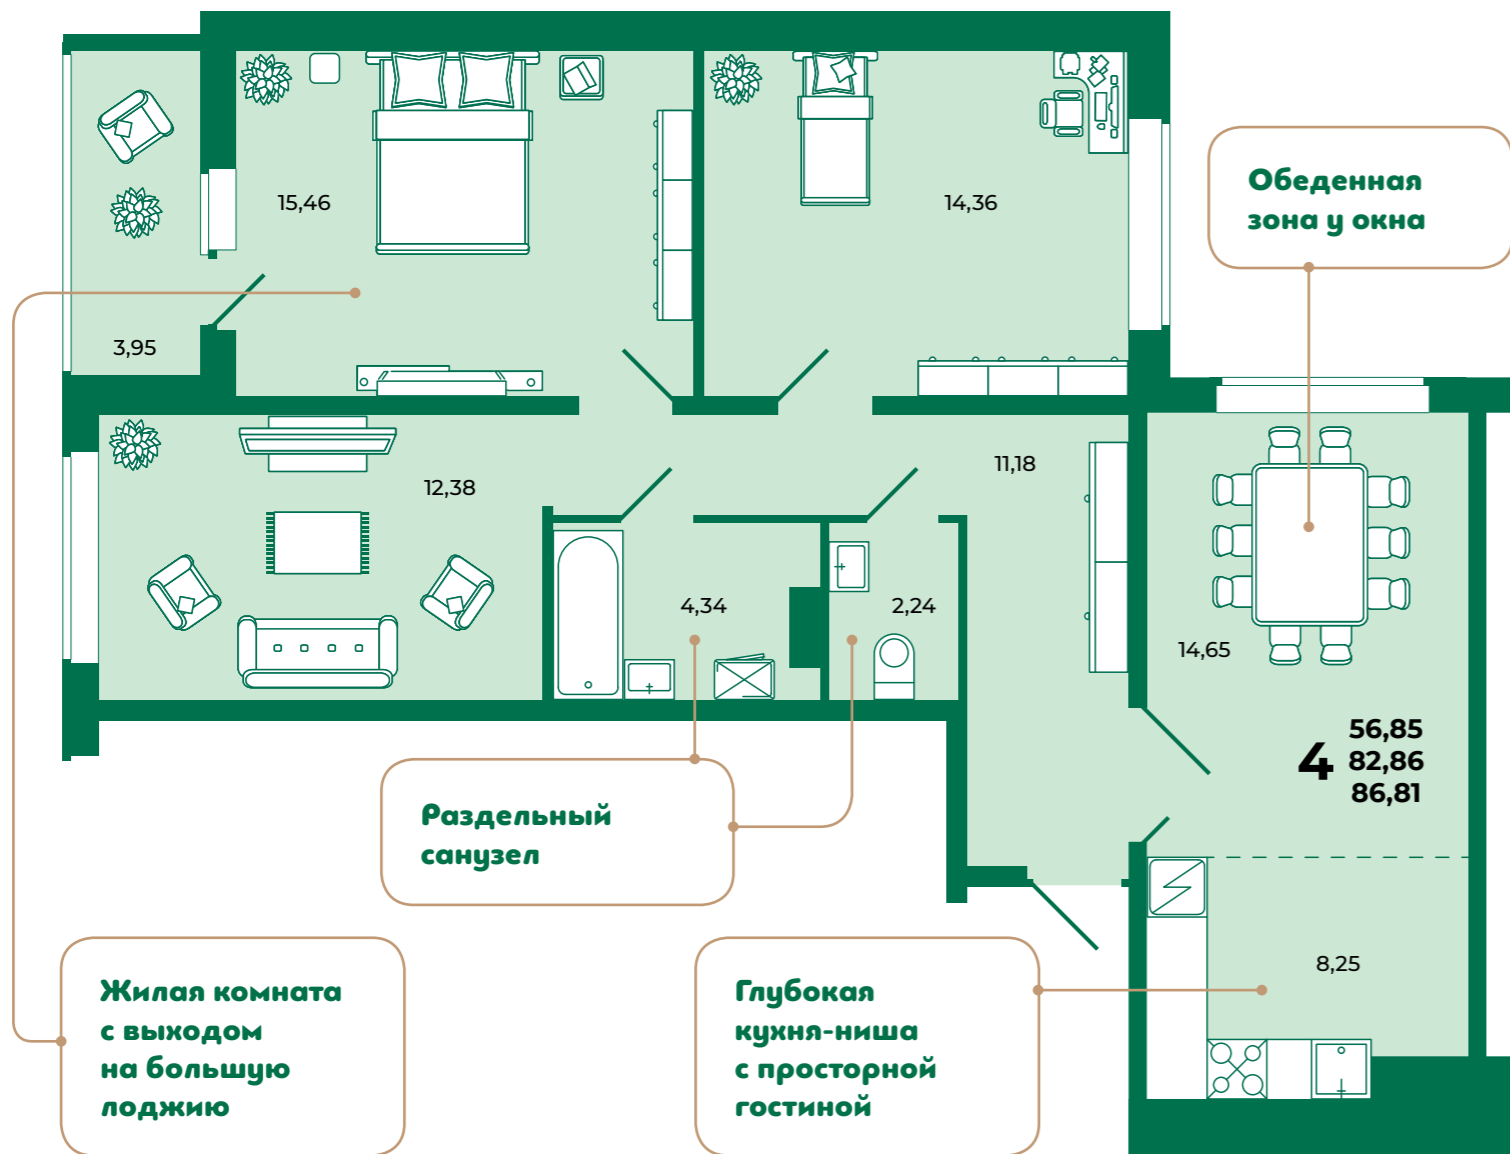 15,46
14,36
Обеденная
зона у окна
3,95
12,38
11,18
4,34
2,24
14,65
4
56,85
82,86
86,81
Раздельный
санузел
8,25
Жилая комната
с выходом
на большую
лоджию
Глубокая
кухня-ниша
с просторной
гостиной